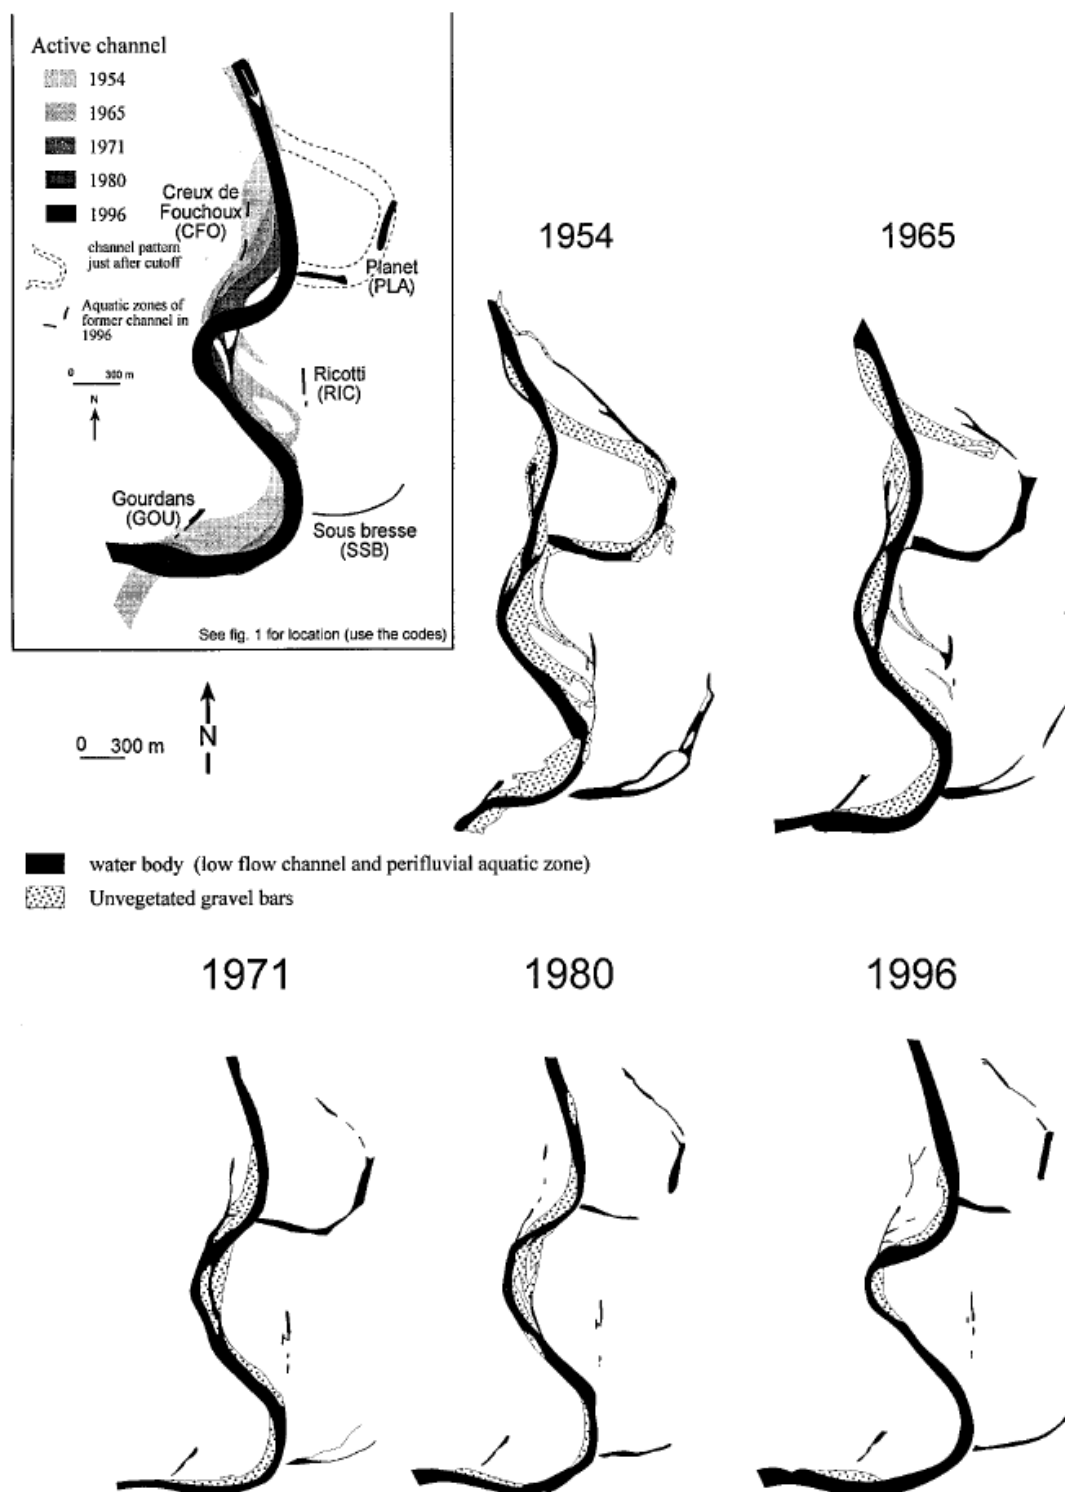 Active channel
1954
1965
1971
1980
1996
channel pattern
just after cutoff
Aquatic zones of
former channel in
1996
0 300 m
N
Creux de
Fouchoux
(CFO)
Planet
(PLA)
Ricotti
(RIC)
Gourdans
(GOU)
Sous bresse
(SSB)
See fig. 1 for location (use the codes)
1954
1965
0 300 m
N
water body (low flow channel and perifluvial aquatic zone)
Unvegetated gravel bars
1971
1980
1996